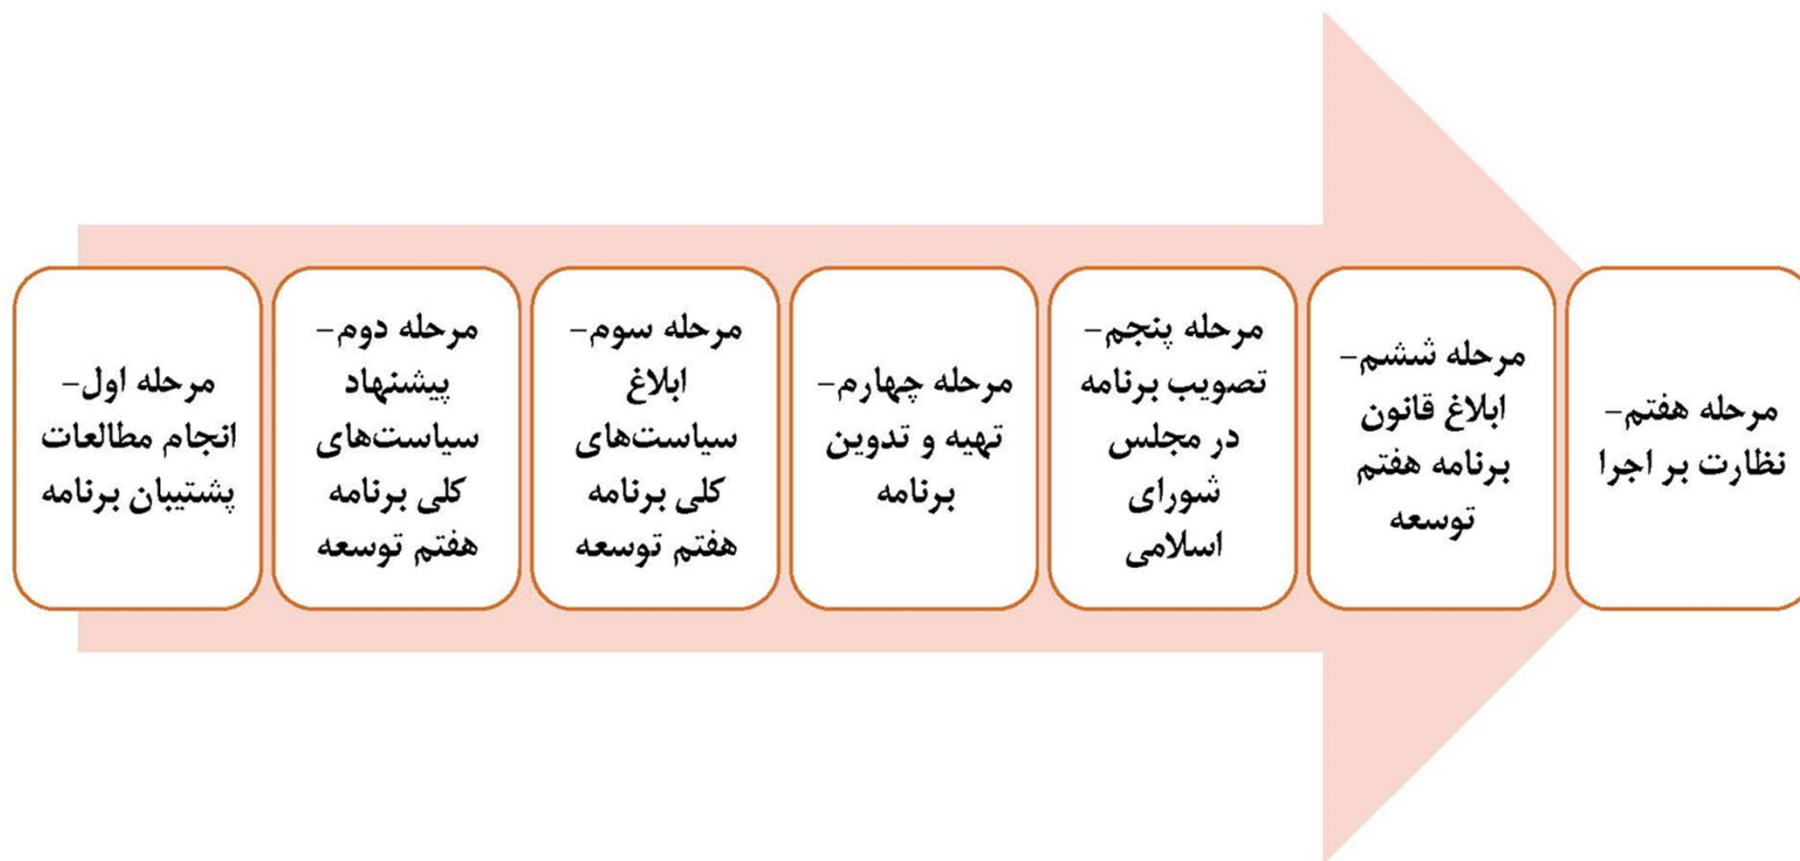 مرحله اول-
انجام مطالعات
پشتیبان برنامه
مرحله دوم-
پیشنهاد
سیاست‌های
کلی برنامه
هفتم توسعه
مرحله سوم-
ابلاغ
سیاست‌های
کلی برنامه
هفتم توسعه
مرحله چهارم-
تهیه و تدوین
برنامه
مرحله پنجم-
تصویب برنامه
در مجلس
شورای
اسلامی
مرحله ششم-
ابلاغ قانون
برنامه هفتم
توسعه
مرحله هفتم-
نظارت بر اجرا